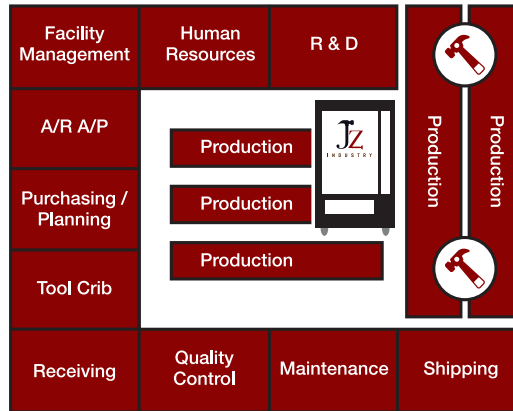 Facility
Management
Human
Resources
R & D
A/R A/P
Purchasing /
Planning
Tool Crib
Receiving
Quality
Control
Maintenance
Shipping
Production
Production
Production
JZ
INDUSTRY
Production
Production